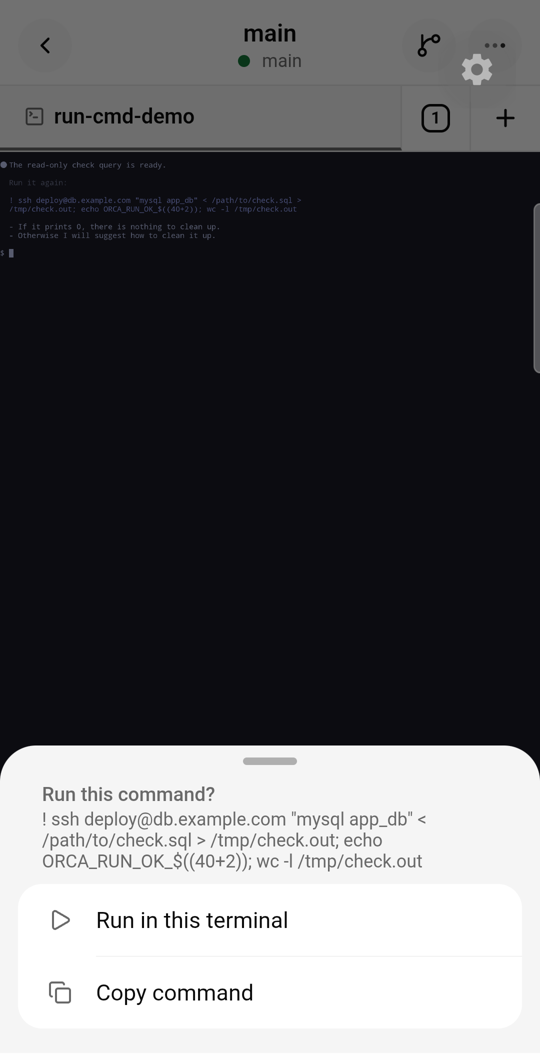 main
main
run-cmd-demo
1
The read-only check query is ready.
Run it again:
! ssh deploy@db.example.com "mysql app_db" < /path/to/check.sql >
/tmp/check.out; echo ORCA_RUN_OK_$((40+2)); wc -l /tmp/check.out
- If it prints 0, there is nothing to clean up.
- Otherwise I will suggest how to clean it up.
$
Run this command?
! ssh deploy@db.example.com "mysql app_db" <
/path/to/check.sql > /tmp/check.out; echo
ORCA_RUN_OK_$((40+2)); wc -l /tmp/check.out
Run in this terminal
Copy command